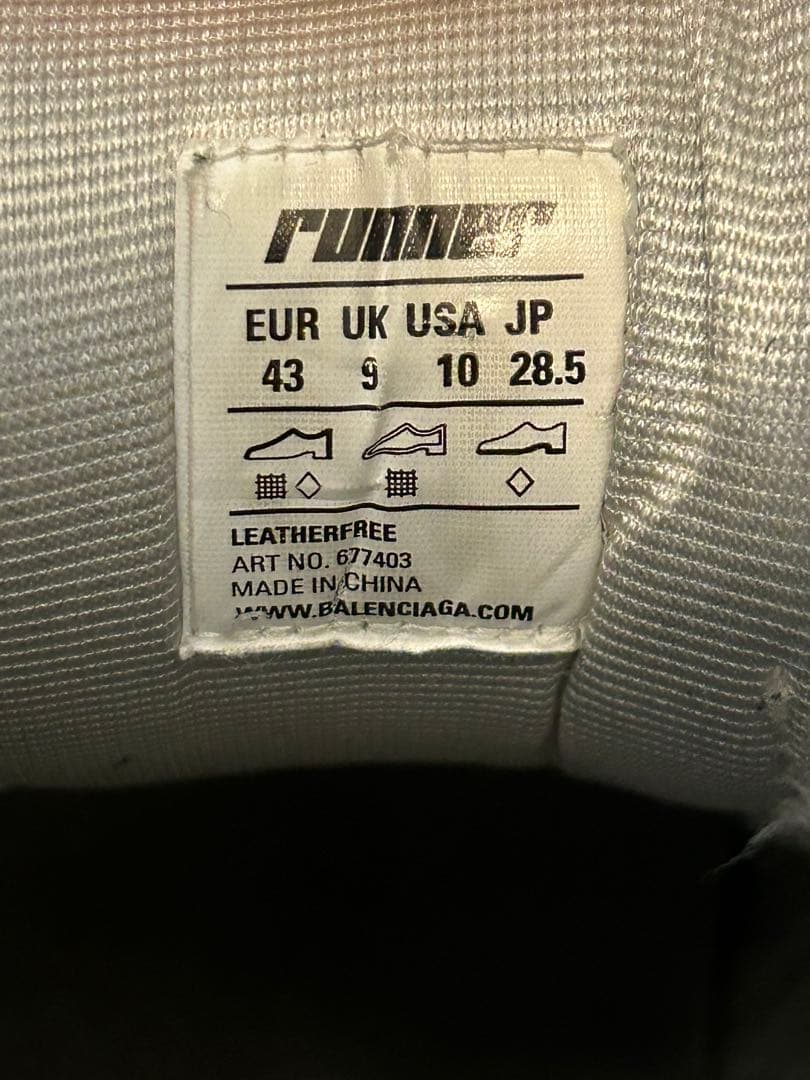 runner
EUR UK USA JP
43 9 10 28.5
LEATHERFREE
ART NO. 677403
MADE IN CHINA
WWW.BALENCIAGA.COM